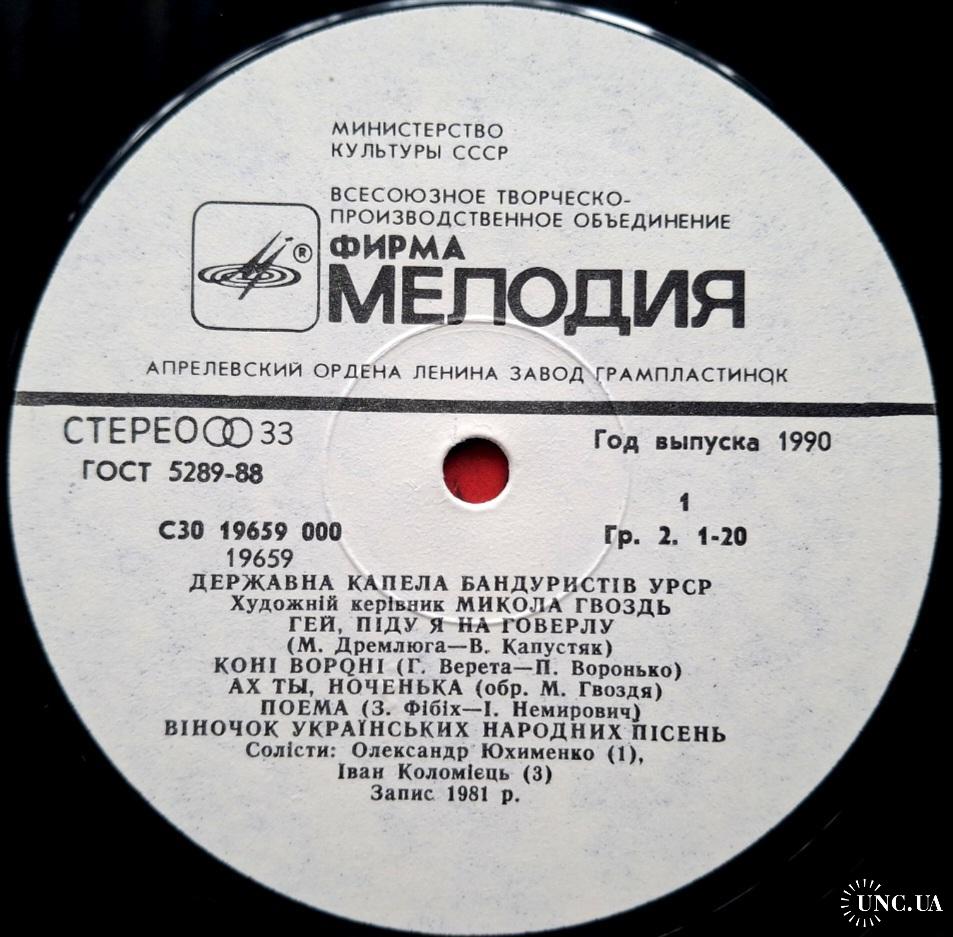 МИНИСТЕРСТВО
КУЛЬТУРЫ СССР
ВСЕСОЮЗНОЕ ТВОРЧЕСКО-
ПРОИЗВОДСТВЕННОЕ ОБЪЕДИНЕНИЕ
ФИРМА
®
МЕЛОДИЯ
АПРЕЛЕВСКИЙ ОРДЕНА ЛЕНИНА ЗАВОД ГРАМПЛАСТИНОК
СТЕРЕО 33
Год выпуска 1990
ГОСТ 5289-88
1
С30 19659 000
Гр. 2. 1-20
19659
ДЕРЖАВНА КАПЕЛА БАНДУРИСТІВ УРСР
Художній керівник МИКОЛА ГВОЗДЬ
ГЕЙ, ПІДУ Я НА ГОВЕРЛУ
(М. Дремлюга—В. Капустяк)
КОНІ ВОРОНІ (Г. Верета—П. Воронько)
АХ ТЫ, НОЧЕНЬКА (обр. М. Гвоздя)
ПОЕМА (З. Фібіх—І. Немирович)
ВІНОЧОК УКРАЇНСЬКИХ НАРОДНИХ ПІСЕНЬ
Солісти: Олександр Юхименко (1),
Іван Коломієць (3)
Запис 1981 р.
UNC.UA